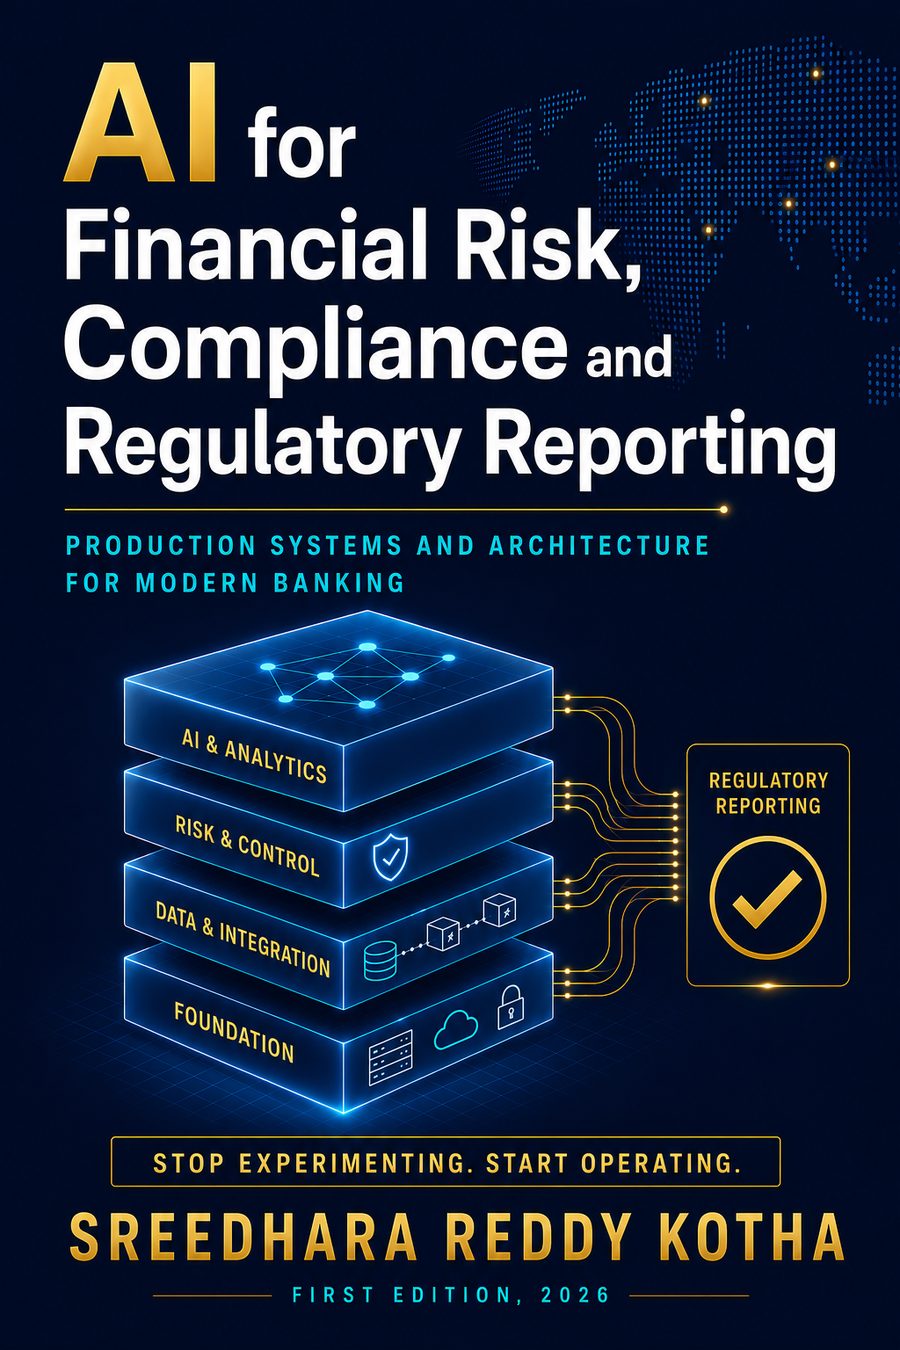 AI for
Financial Risk,
Compliance and
Regulatory Reporting
PRODUCTION SYSTEMS AND ARCHITECTURE
FOR MODERN BANKING
AI & ANALYTICS
RISK & CONTROL
DATA & INTEGRATION
FOUNDATION
REGULATORY
REPORTING
STOP EXPERIMENTING. START OPERATING.
SREEDHARA REDDY KOTHA
FIRST EDITION, 2026